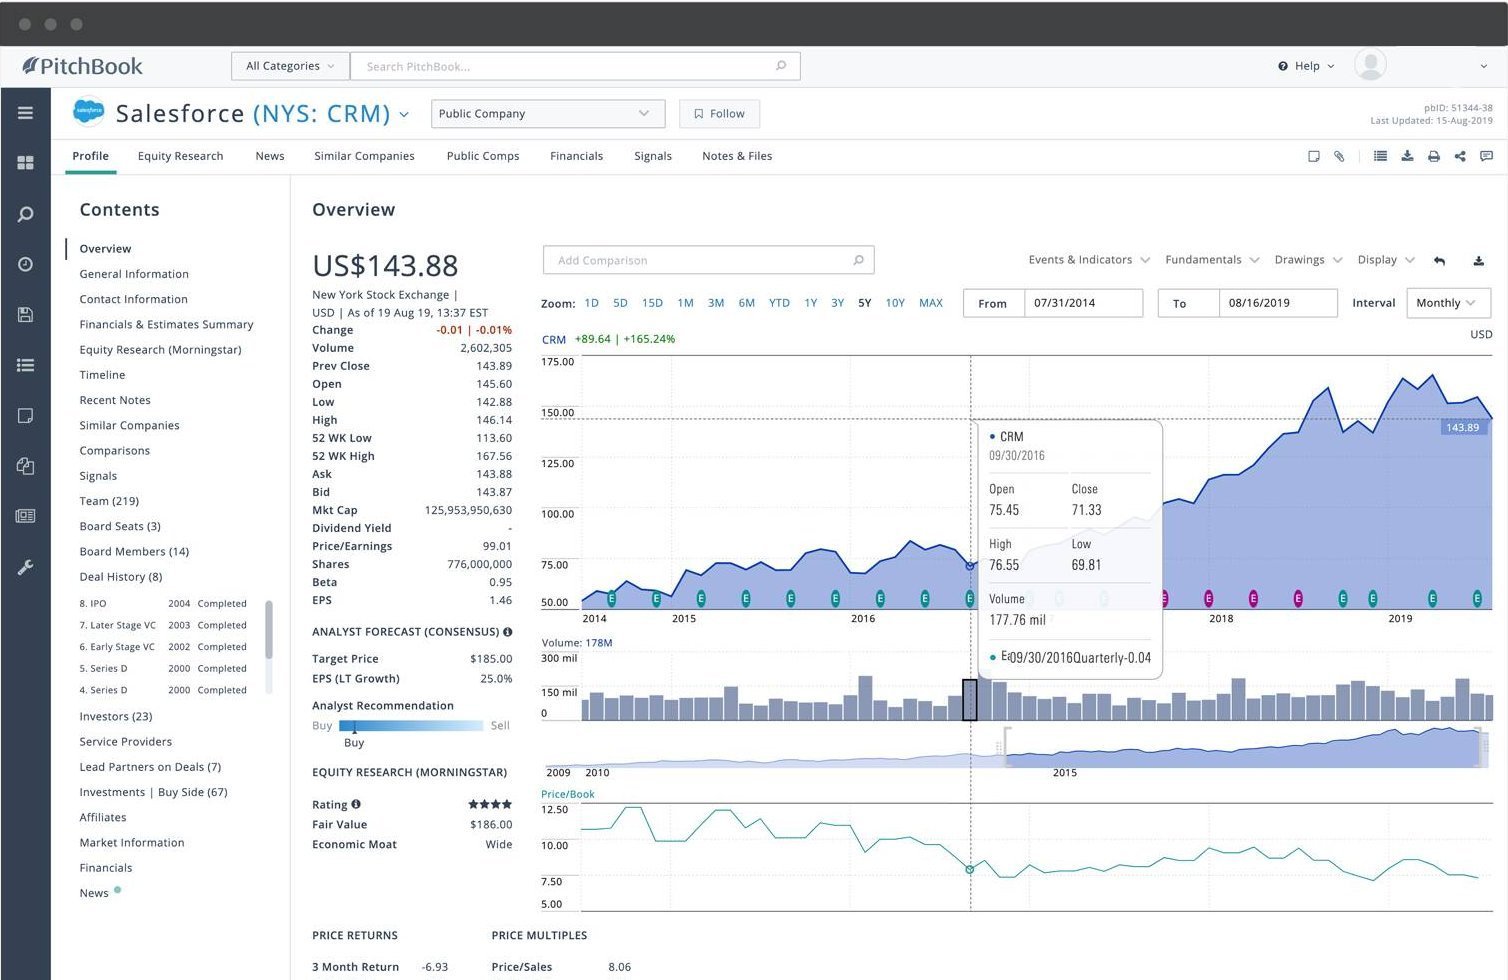 PitchBook
All Categories
Search PitchBook...
Help
salesforce
Salesforce (NYS: CRM)
Public Company
Follow
pbID: 51344-38
Last Updated: 15-Aug-2019
Profile Equity Research News Similar Companies Public Comps Financials Signals Notes & Files
Contents
Overview
General Information
Contact Information
Financials & Estimates Summary
Equity Research (Morningstar)
Timeline
Recent Notes
Similar Companies
Comparisons
Signals
Team (219)
Board Seats (3)
Board Members (14)
Deal History (8)
8. IPO 2004 Completed
7. Later Stage VC 2003 Completed
6. Early Stage VC 2002 Completed
5. Series D 2000 Completed
4. Series D 2000 Completed
Investors (23)
Service Providers
Lead Partners on Deals (7)
Investments | Buy Side (67)
Affiliates
Market Information
Financials
News
Overview
US$143.88
New York Stock Exchange |
USD | As of 19 Aug 19, 13:37 EST
Change -0.01 | -0.01%
Volume 2,602,305
Prev Close 143.89
Open 145.60
Low 142.88
High 146.14
52 WK Low 113.60
52 WK High 167.56
Ask 143.88
Bid 143.87
Mkt Cap 125,953,950,630
Dividend Yield -
Price/Earnings 99.01
Shares 776,000,000
Beta 0.95
EPS 1.46
ANALYST FORECAST (CONSENSUS)
Target Price $185.00
EPS (LT Growth) 25.0%
Analyst Recommendation
Buy Sell
Buy
EQUITY RESEARCH (MORNINGSTAR)
Rating ★★★★
Fair Value $186.00
Economic Moat Wide
PRICE RETURNS
3 Month Return -6.93
PRICE MULTIPLES
Price/Sales 8.06
Add Comparison
Events & Indicators Fundamentals Drawings Display
Zoom: 1D 5D 15D 1M 3M 6M YTD 1Y 3Y 5Y 10Y MAX
From 07/31/2014 To 08/16/2019 Interval Monthly
CRM +89.64 | +165.24%
USD
175.00
150.00
125.00
100.00
75.00
50.00
143.89
E E E E E E E E E E E E E E E E E
2014 2015 2016 2018 2019
CRM
09/30/2016
Open Close
75.45 71.33
High Low
76.55 69.81
Volume
177.76 mil
Ea09/30/2016Quarterly-0.04
Volume: 178M
300 mil
150 mil
0
2009 2010 2015
Price/Book
12.50
10.00
7.50
5.00